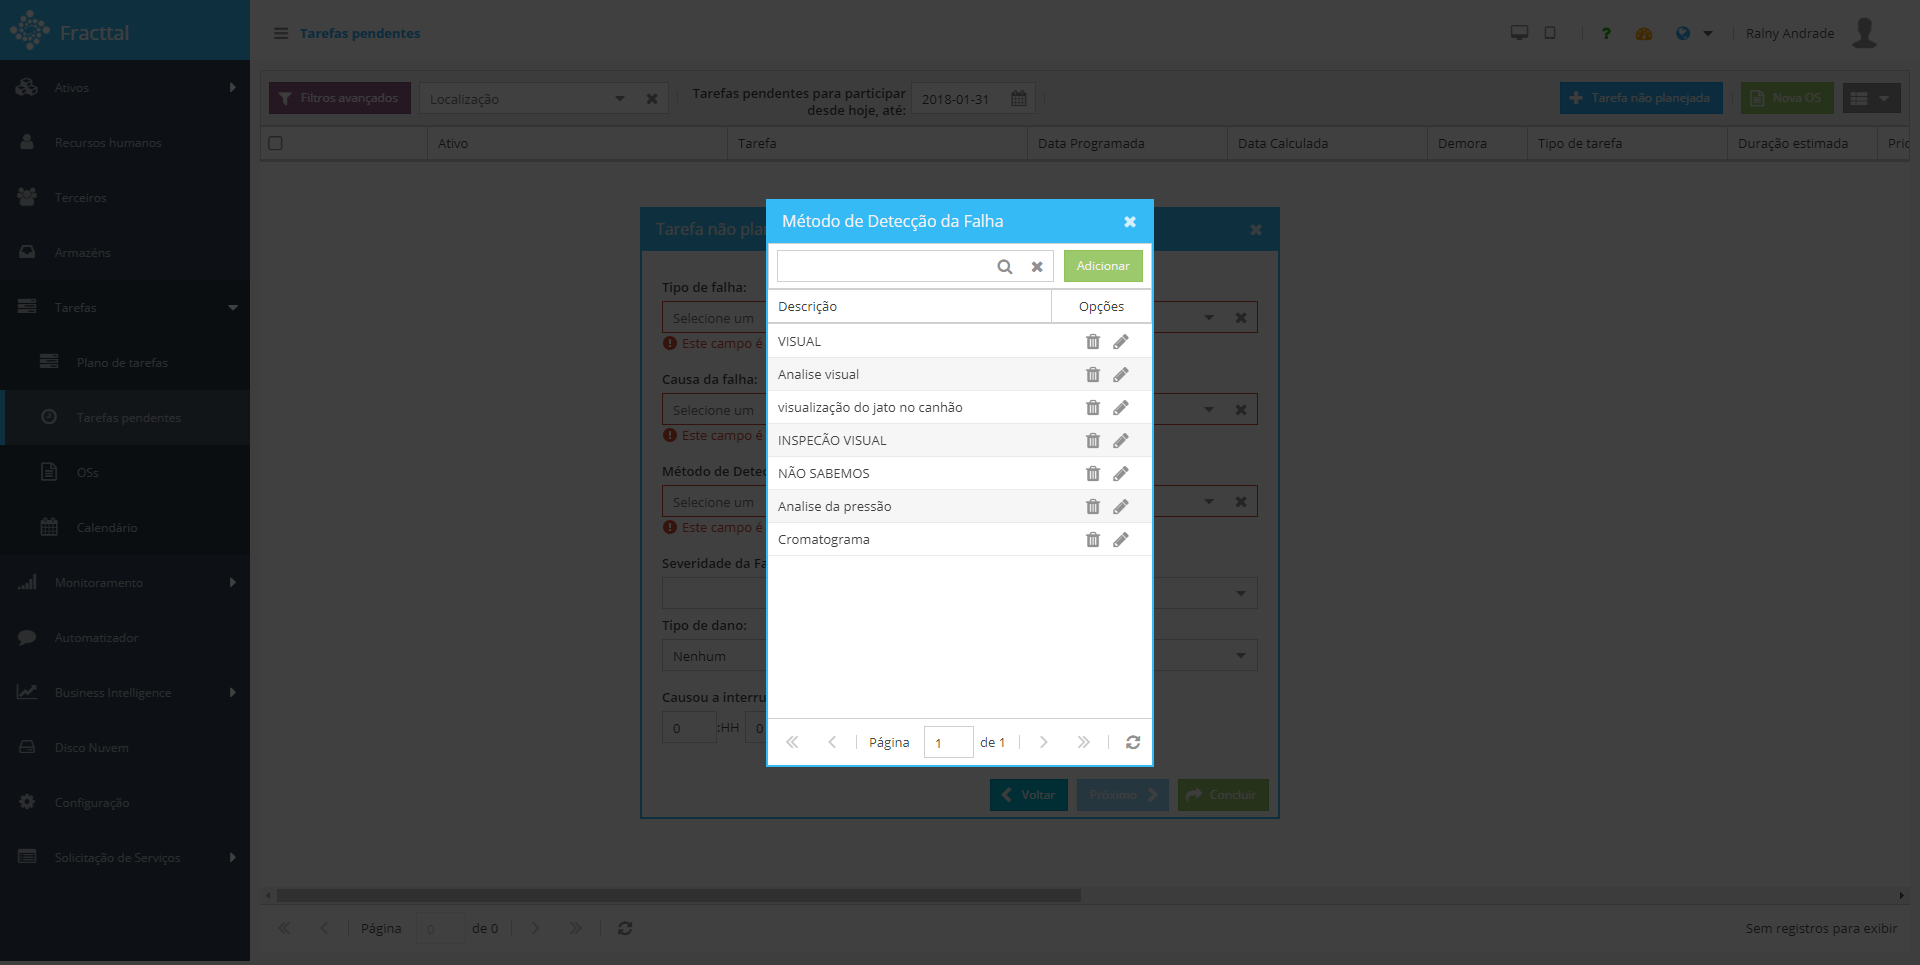 Fracttal
Tarefas pendentes
?
Ralny Andrade
Ativos
Recursos humanos
Terceiros
Armazéns
Tarefas
Plano de tarefas
Tarefas pendentes
OSs
Calendário
Monitoramento
Automatizador
Business Intelligence
Disco Nuvem
Configuração
Solicitação de Serviços
Filtros avançados
Localização
Tarefas pendentes para participar
desde hoje, até:
2018-01-31
Tarefa não planejada
Nova OS
Ativo
Tarefa
Data Programada
Data Calculada
Demora
Tipo de tarefa
Duração estimada
Tarefa não
Tipo de falha:
Selecione um
Este campo é
Causa da falha:
Selecione um
Este campo é
Método de
Selecione um
Este campo é
Severidade da
Tipo de dano:
Nenhum
Causou a
0 :HH 0
Voltar
Próximo
Concluir
Método de Detecção da Falha
Adicionar
Descrição Opções
VISUAL
Analise visual
visualização do jato no canhão
INSPECÃO VISUAL
NÃO SABEMOS
Analise da pressão
Cromatograma
Página 1 de 1
Página 0 de 0
Sem registros para exibir